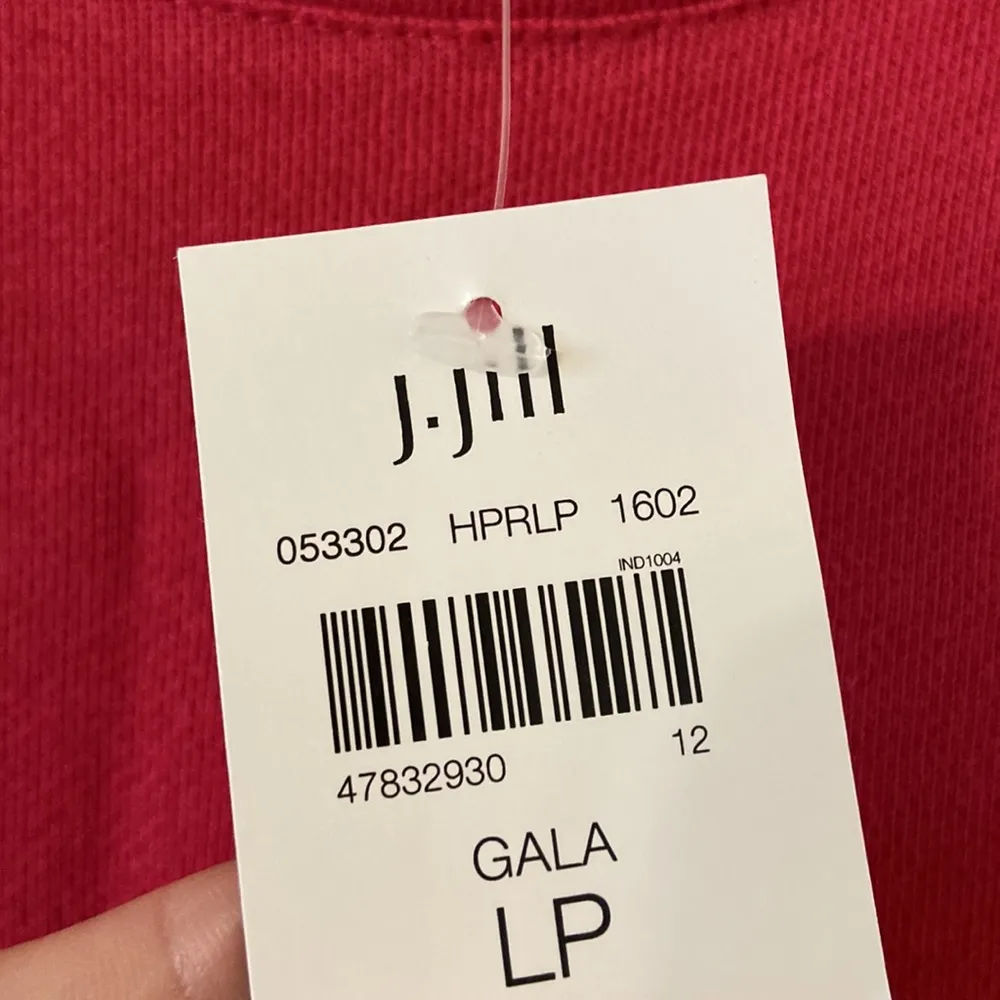 J.Jill
053302 HPRLP 1602
IND1004
47832930 12
GALA
LP